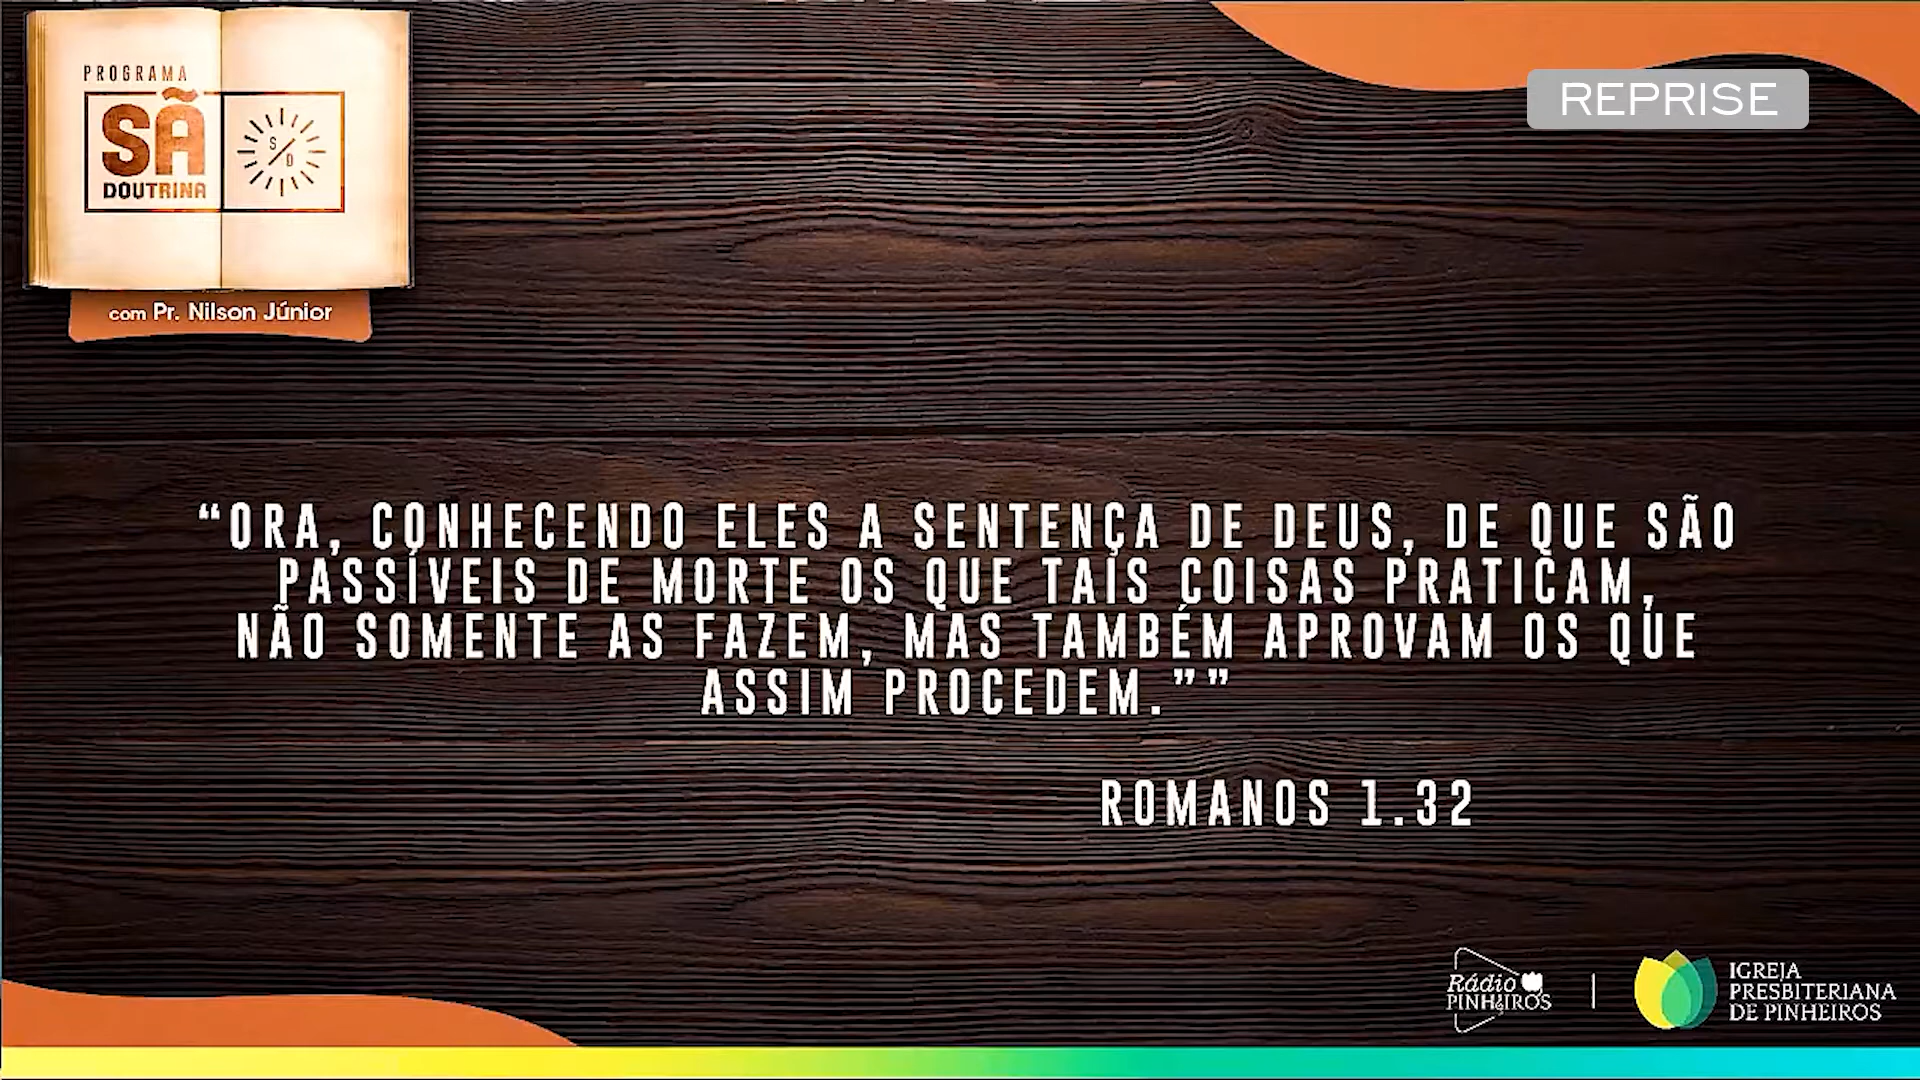 PROGRAMA
SÃ
DOUTRINA
S/D
com Pr. Nilson Júnior
REPRISE
“ORA, CONHECENDO ELES A SENTENÇA DE DEUS, DE QUE SÃO
PASSÍVEIS DE MORTE OS QUE TAIS COISAS PRATICAM,
NÃO SOMENTE AS FAZEM, MAS TAMBÉM APROVAM OS QUE
ASSIM PROCEDEM.””
ROMANOS 1.32
Rádio
PINHEIROS
IGREJA
PRESBITERIANA
DE PINHEIROS